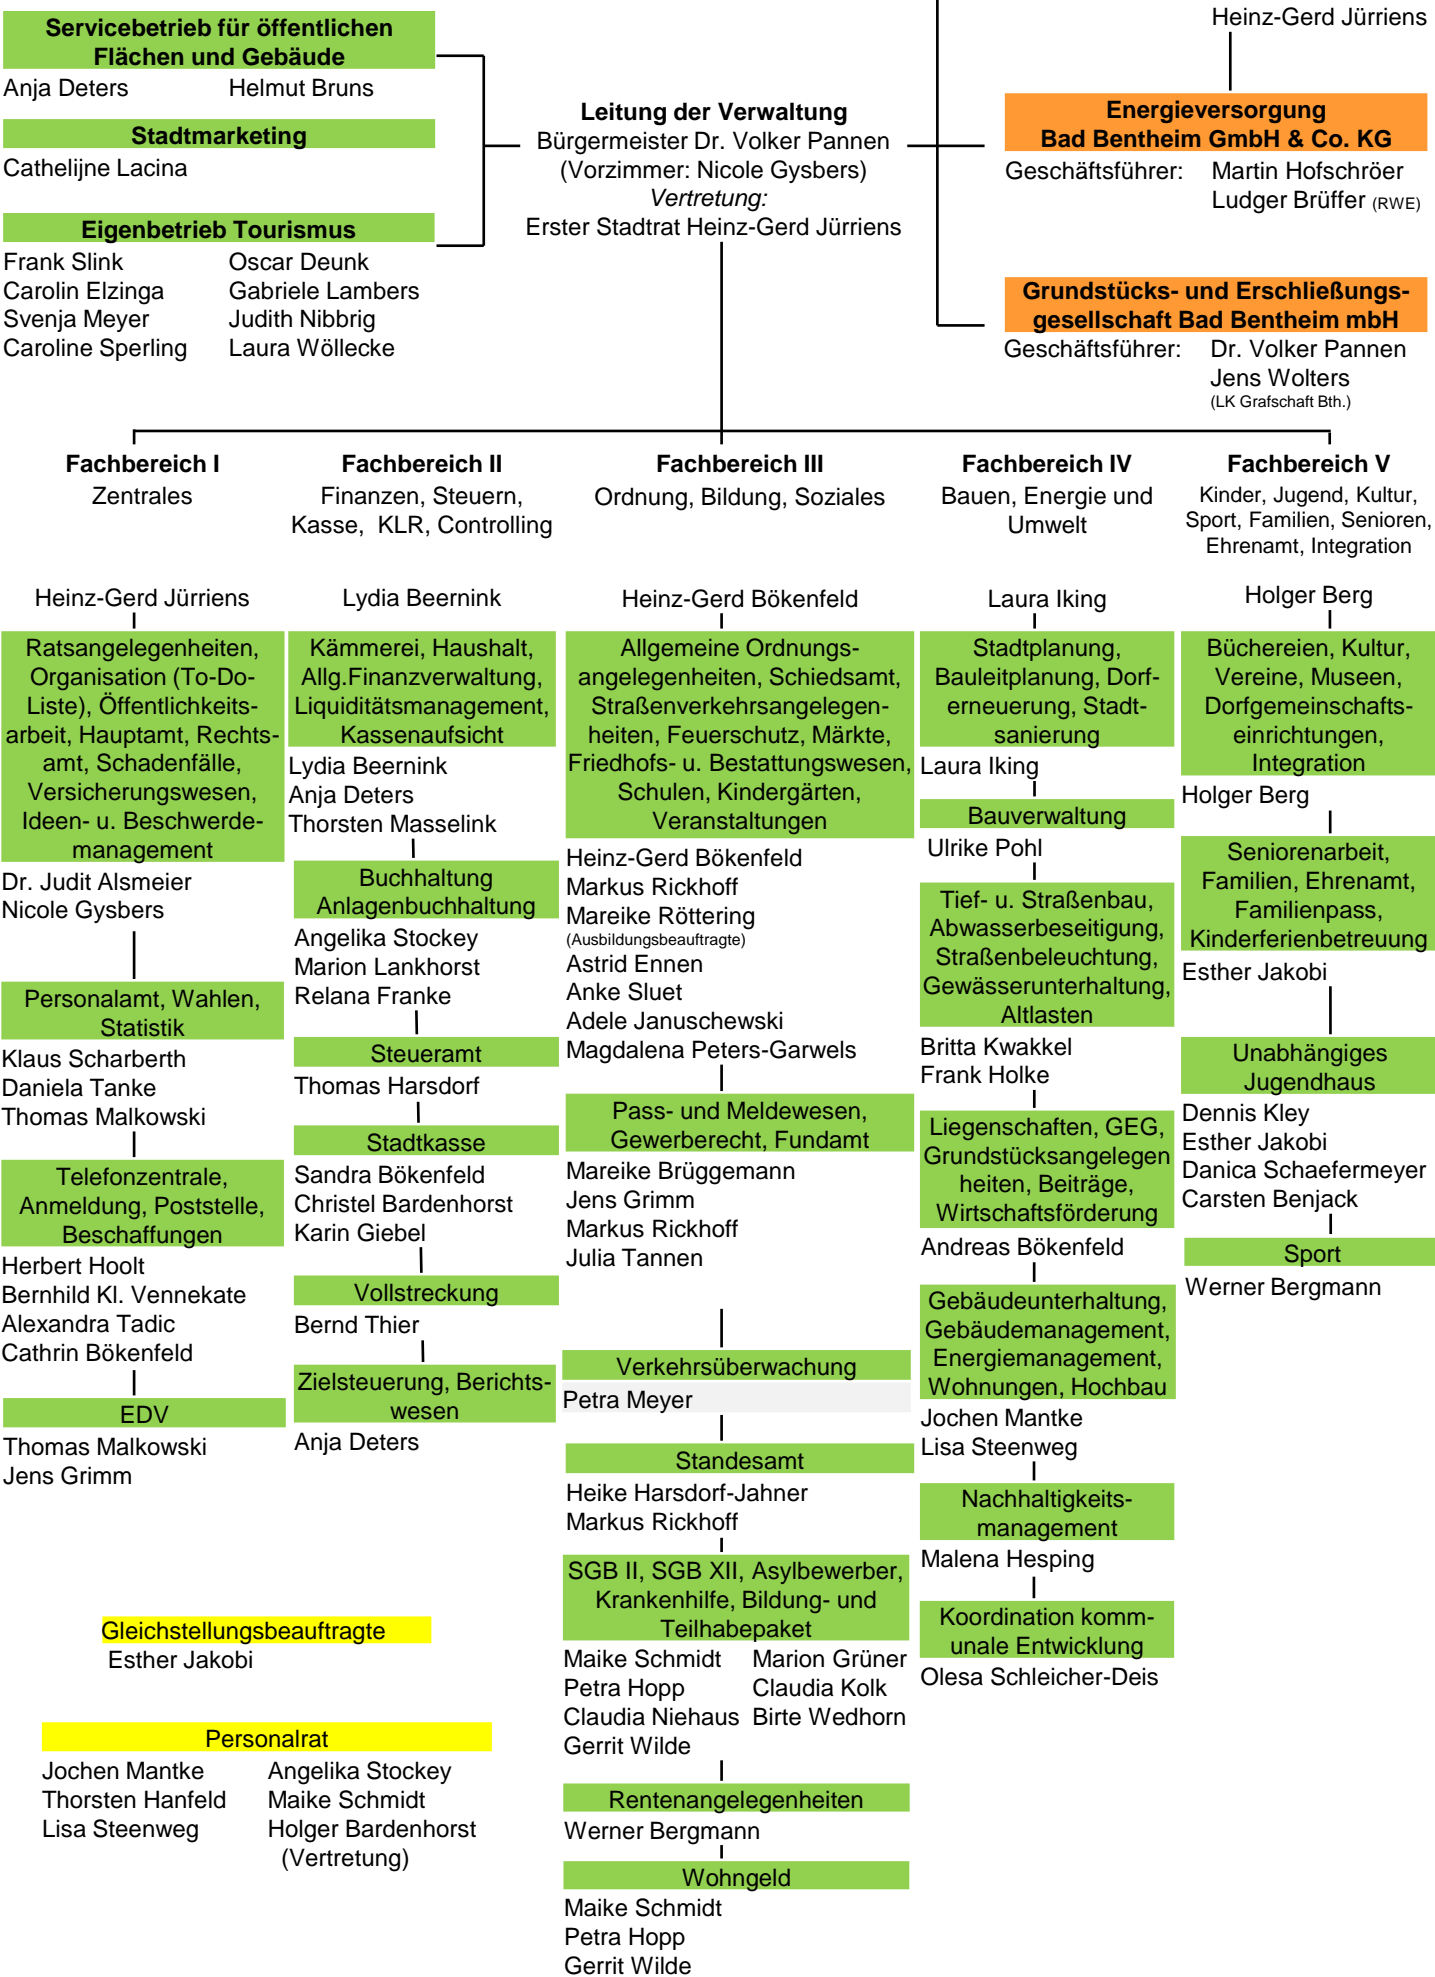 Servicebetrieb für öffentlichen
Flächen und Gebäude
Anja Deters Helmut Bruns
Stadtmarketing
Cathelijne Lacina
Eigenbetrieb Tourismus
Frank Slink Oscar Deunk
Carolin Elzinga Gabriele Lambers
Svenja Meyer Judith Nibbrig
Caroline Sperling Laura Wöllecke
Leitung der Verwaltung
Bürgermeister Dr. Volker Pannen
(Vorzimmer: Nicole Gysbers)
Vertretung:
Erster Stadtrat Heinz-Gerd Jürriens
Heinz-Gerd Jürriens
Energieversorgung
Bad Bentheim GmbH & Co. KG
Geschäftsführer: Martin Hofschröer
Ludger Brüffer (RWE)
Grundstücks- und Erschließungs-
gesellschaft Bad Bentheim mbH
Geschäftsführer: Dr. Volker Pannen
Jens Wolters
(LK Grafschaft Bth.)
Fachbereich I
Zentrales
Heinz-Gerd Jürriens
Ratsangelegenheiten,
Organisation (To-Do-
Liste), Öffentlichkeits-
arbeit, Hauptamt, Rechts-
amt, Schadenfälle,
Versicherungswesen,
Ideen- u. Beschwerde-
management
Dr. Judit Alsmeier
Nicole Gysbers
Personalamt, Wahlen,
Statistik
Klaus Scharberth
Daniela Tanke
Thomas Malkowski
Telefonzentrale,
Anmeldung, Poststelle,
Beschaffungen
Herbert Hoolt
Bernhild Kl. Vennekate
Alexandra Tadic
Cathrin Bökenfeld
EDV
Thomas Malkowski
Jens Grimm
Fachbereich II
Finanzen, Steuern,
Kasse, KLR, Controlling
Lydia Beernink
Kämmerei, Haushalt,
Allg.Finanzverwaltung,
Liquiditätsmanagement,
Kassenaufsicht
Lydia Beernink
Anja Deters
Thorsten Masselink
Buchhaltung
Anlagenbuchhaltung
Angelika Stockey
Marion Lankhorst
Relana Franke
Steueramt
Thomas Harsdorf
Stadtkasse
Sandra Bökenfeld
Christel Bardenhorst
Karin Giebel
Vollstreckung
Bernd Thier
Zielsteuerung, Berichts-
wesen
Anja Deters
Fachbereich III
Ordnung, Bildung, Soziales
Heinz-Gerd Bökenfeld
Allgemeine Ordnungs-
angelegenheiten, Schiedsamt,
Straßenverkehrsangelegen-
heiten, Feuerschutz, Märkte,
Friedhofs- u. Bestattungswesen,
Schulen, Kindergärten,
Veranstaltungen
Heinz-Gerd Bökenfeld
Markus Rickhoff
Mareike Röttering
(Ausbildungsbeauftragte)
Astrid Ennen
Anke Sluet
Adele Januschewski
Magdalena Peters-Garwels
Pass- und Meldewesen,
Gewerberecht, Fundamt
Mareike Brüggemann
Jens Grimm
Markus Rickhoff
Julia Tannen
Verkehrsüberwachung
Petra Meyer
Standesamt
Heike Harsdorf-Jahner
Markus Rickhoff
SGB II, SGB XII, Asylbewerber,
Krankenhilfe, Bildung- und
Teilhabepaket
Maike Schmidt Marion Grüner
Petra Hopp Claudia Kolk
Claudia Niehaus Birte Wedhorn
Gerrit Wilde
Rentenangelegenheiten
Werner Bergmann
Wohngeld
Maike Schmidt
Petra Hopp
Gerrit Wilde
Fachbereich IV
Bauen, Energie und
Umwelt
Laura Iking
Stadtplanung,
Bauleitplanung, Dorf-
erneuerung, Stadt-
sanierung
Laura Iking
Bauverwaltung
Ulrike Pohl
Tief- u. Straßenbau,
Abwasserbeseitigung,
Straßenbeleuchtung,
Gewässerunterhaltung,
Altlasten
Britta Kwakkel
Frank Holke
Liegenschaften, GEG,
Grundstücksangelegen
heiten, Beiträge,
Wirtschaftsförderung
Andreas Bökenfeld
Gebäudeunterhaltung,
Gebäudemanagement,
Energiemanagement,
Wohnungen, Hochbau
Jochen Mantke
Lisa Steenweg
Nachhaltigkeits-
management
Malena Hesping
Koordination komm-
unale Entwicklung
Olesa Schleicher-Deis
Fachbereich V
Kinder, Jugend, Kultur,
Sport, Familien, Senioren,
Ehrenamt, Integration
Holger Berg
Büchereien, Kultur,
Vereine, Museen,
Dorfgemeinschafts-
einrichtungen,
Integration
Holger Berg
Seniorenarbeit,
Familien, Ehrenamt,
Familienpass,
Kinderferienbetreuung
Esther Jakobi
Unabhängiges
Jugendhaus
Dennis Kley
Esther Jakobi
Danica Schaefermeyer
Carsten Benjack
Sport
Werner Bergmann
Gleichstellungsbeauftragte
Esther Jakobi
Personalrat
Jochen Mantke Angelika Stockey
Thorsten Hanfeld Maike Schmidt
Lisa Steenweg Holger Bardenhorst
(Vertretung)